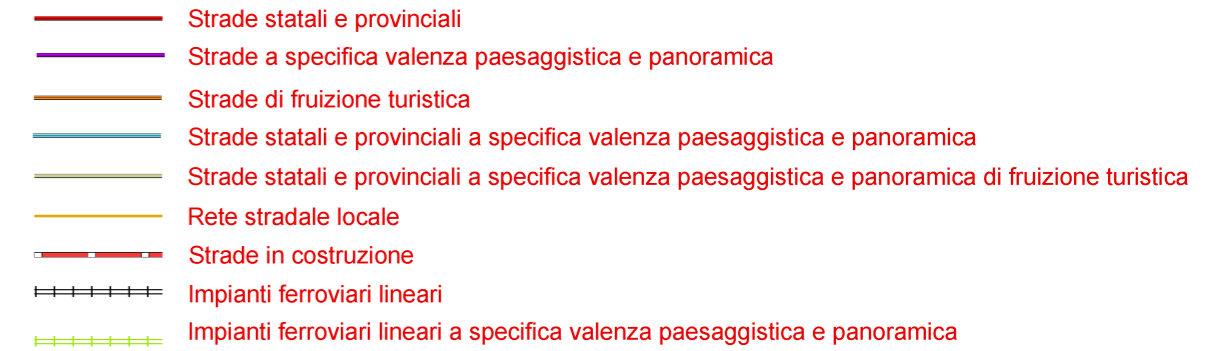 Strade statali e provinciali
Strade a specifica valenza paesaggistica e panoramica
Strade di fruizione turistica
Strade statali e provinciali a specifica valenza paesaggistica e panoramica
Strade statali e provinciali a specifica valenza paesaggistica e panoramica di fruizione turistica
Rete stradale locale
Strade in costruzione
Impianti ferroviari lineari
Impianti ferroviari lineari a specifica valenza paesaggistica e panoramica